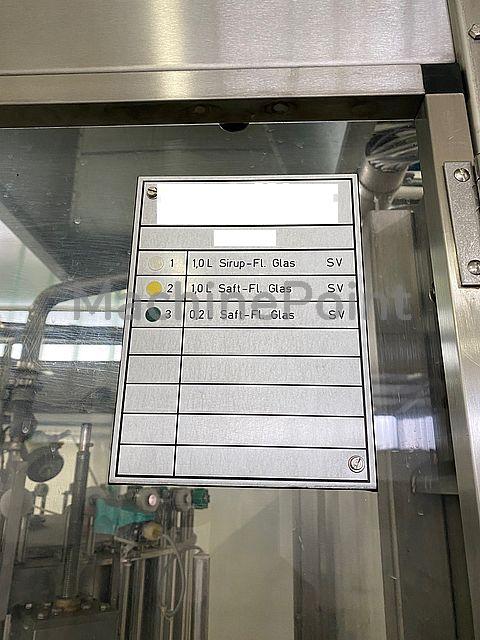 1 1,0 L Sirup-Fl. Glas SV
2 1,0 L Saft-Fl. Glas SV
MachinePoint
3 0,2 L Saft-Fl. Glas SV